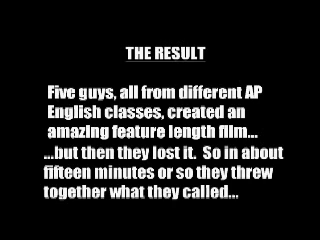 THE RESULT
Five guys, all from different AP
English classes, created an
amazing feature length film...
...but then they lost it. So in about
fifteen minutes or so they threw
together what they called...